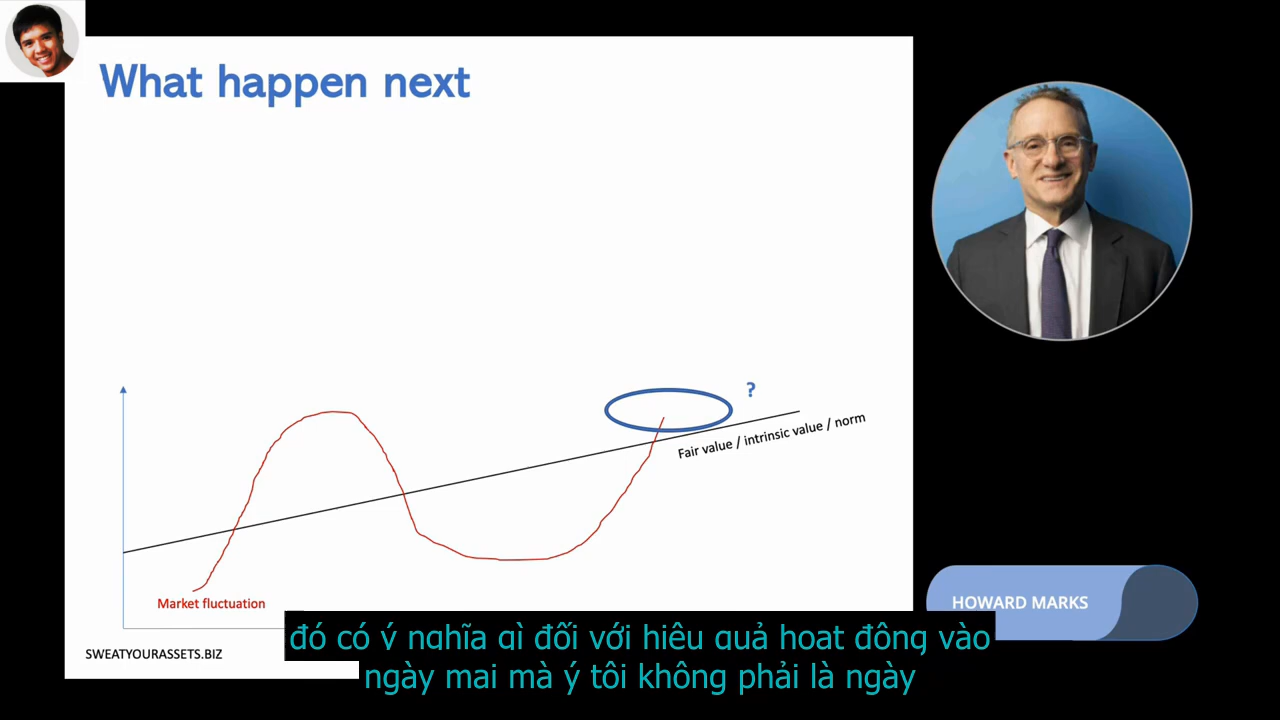 What happen next
?
Fair value / intrinsic value / norm
Market fluctuation
HOWARD MARKS
SWEATYOURASSETS.BIZ
đó có ý nghĩa gì đối với hiệu quả hoạt động vào
ngày mai mà ý tôi không phải là ngày